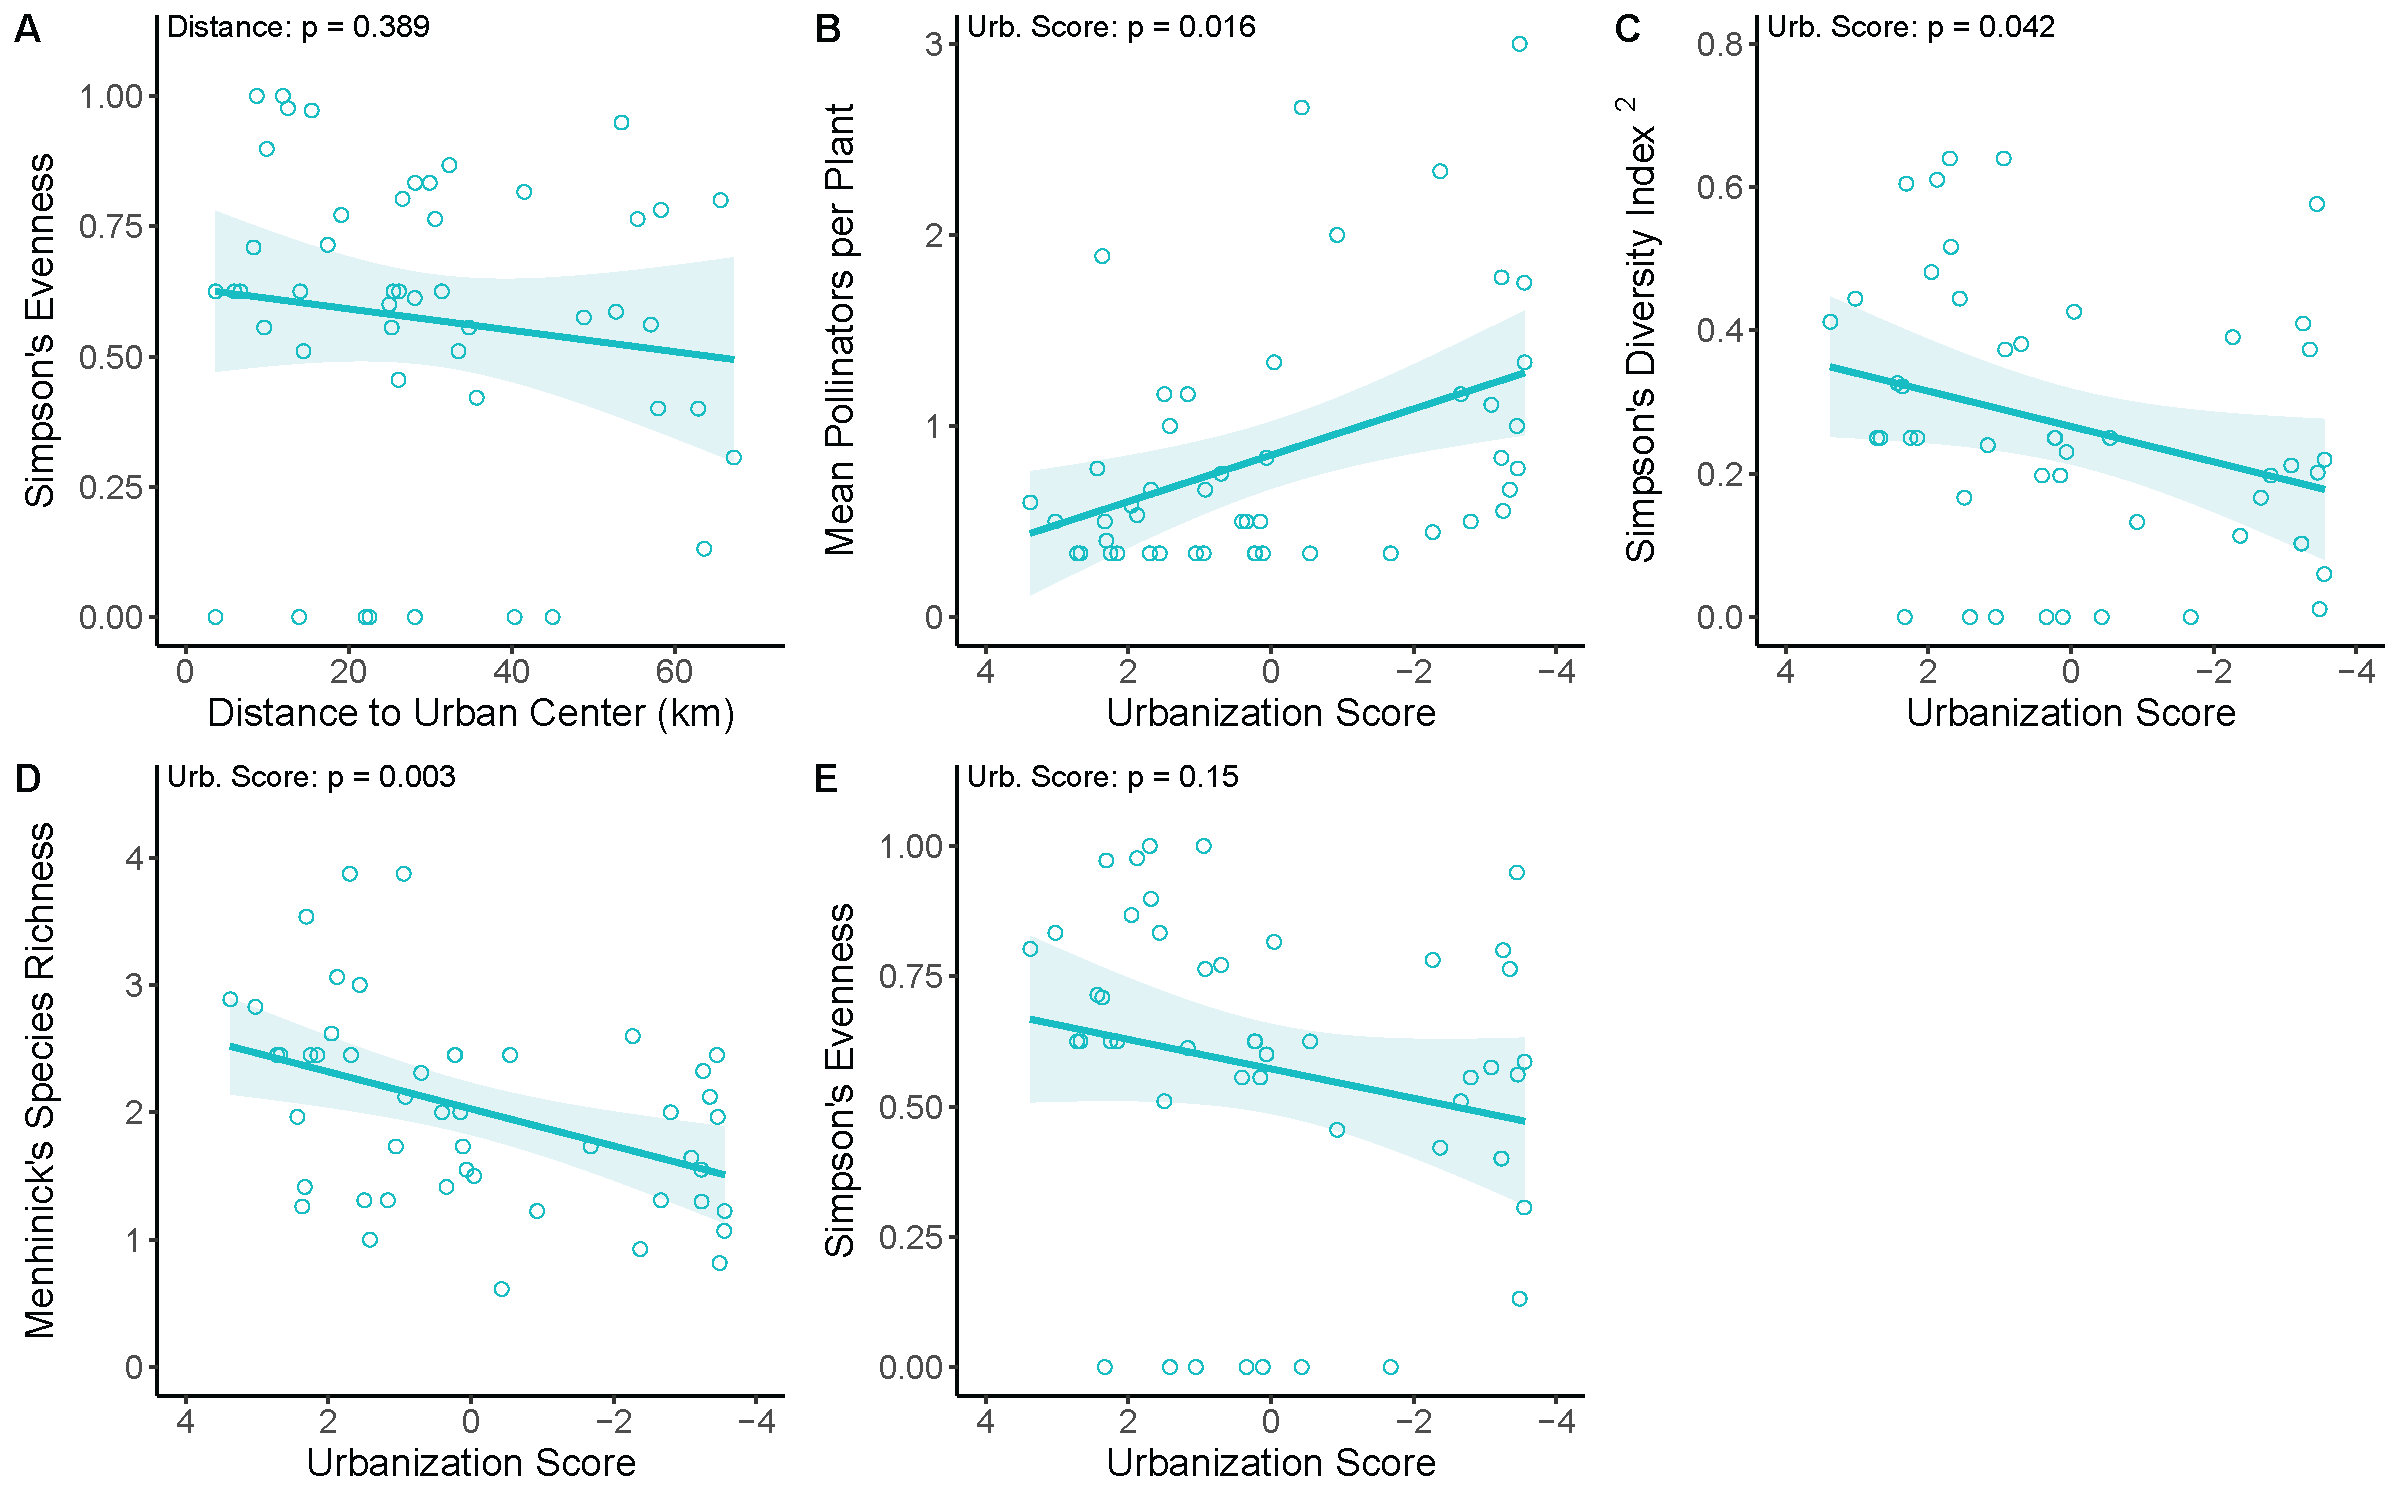 A
Distance: p = 0.389
Simpson's Evenness
1.00
0.75
0.50
0.25
0.00
0 20 40 60
Distance to Urban Center (km)
B
Urb. Score: p = 0.016
Mean Pollinators per Plant
3
2
1
0
4 2 0 −2 −4
Urbanization Score
C
Urb. Score: p = 0.042
Simpson's Diversity Index 2
0.8
0.6
0.4
0.2
0.0
4 2 0 −2 −4
Urbanization Score
D
Urb. Score: p = 0.003
Menhinick's Species Richness
4
3
2
1
0
4 2 0 −2 −4
Urbanization Score
E
Urb. Score: p = 0.15
Simpson's Evenness
1.00
0.75
0.50
0.25
0.00
4 2 0 −2 −4
Urbanization Score